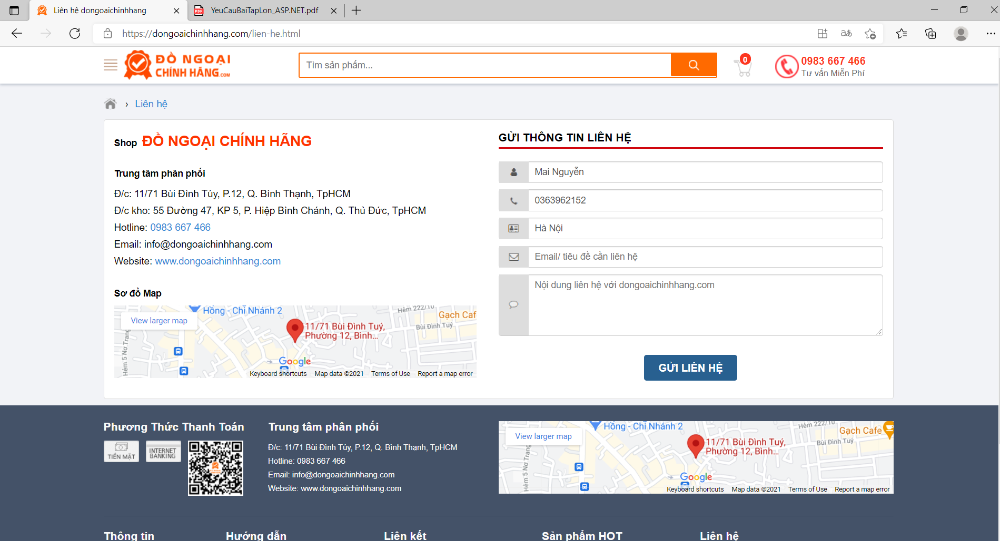 Liên hệ dongoaichinhhang
YeuCauBaiTapLon_ASP.NET.pdf
https://dongoaichinhhang.com/lien-he.html
ĐỒ NGOẠI
CHÍNH HÃNG.COM
Tìm sản phẩm...
0
0983 667 466
Tư vấn Miễn Phí
› Liên hệ
Shop ĐỒ NGOẠI CHÍNH HÃNG
Trung tâm phân phối
Đ/c: 11/71 Bùi Đình Túy, P.12, Q. Bình Thạnh, TpHCM
Đ/c kho: 55 Đường 47, KP 5, P. Hiệp Bình Chánh, Q. Thủ Đức, TpHCM
Hotline: 0983 667 466
Email: info@dongoaichinhhang.com
Website: www.dongoaichinhhang.com
Sơ đồ Map
Hồng - Chi Nhánh 2
View larger map
Hẻm 222/10
Gạch Caf
Bùi Đình Tuý
11/71 Bùi Đình Tuý,
Phường 12, Bình...
Hẻm 5 Nơ Trang
Google
Keyboard shortcuts Map data ©2021 Terms of Use Report a map error
GỬI THÔNG TIN LIÊN HỆ
Mai Nguyễn
0363962152
Hà Nội
Email/ tiêu đề cần liên hệ
Nội dung liên hệ với dongoaichinhhang.com
GỬI LIÊN HỆ
Phương Thức Thanh Toán
TIỀN MẶT
INTERNET
BANKING
Trung tâm phân phối
Đ/c: 11/71 Bùi Đình Túy, P.12, Q. Bình Thạnh, TpHCM
Hotline: 0983 667 466
Email: info@dongoaichinhhang.com
Website: www.dongoaichinhhang.com
Hồng - Chi Nhánh 2
View larger map
Hẻm 222/10
Gạch Cafe
Bùi Đình Tuý
11/71 Bùi Đình Tuý,
Phường 12, Bình...
Hẻm 5 Nơ Trang
Google
Keyboard shortcuts Map data ©2021 Terms of Use Report a map error
Thông tin
Hướng dẫn
Liên kết
Sản phẩm HOT
Liên hệ